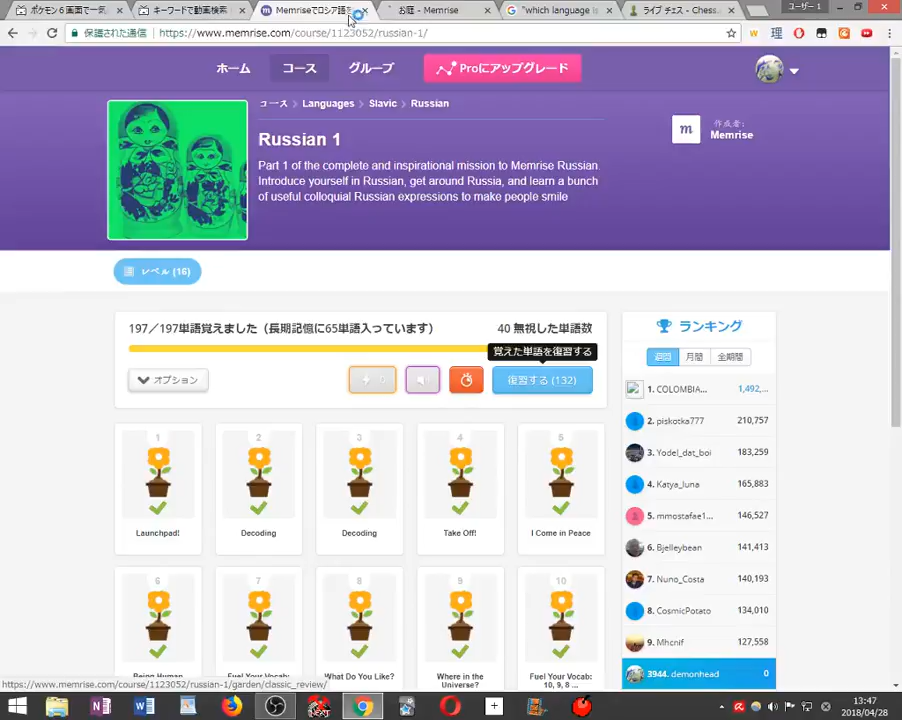 ポケモン６画面で一気
キーワードで動画検索
Memriseでロシア語を
お庭 - Memrise
"which language is
ライブ チェス - Chess.
ユーザー 1
保護された通信
https://www.memrise.com/course/1123052/russian-1/
ホーム
コース
グループ
Proにアップグレード
コース > Languages > Slavic > Russian
Russian 1
Part 1 of the complete and inspirational mission to Memrise Russian.
Introduce yourself in Russian, get around Russia, and learn a bunch
of useful colloquial Russian expressions to make people smile
m
作成者:
Memrise
レベル (16)
197／197単語覚えました（長期記憶に65単語入っています）
40 無視した単語数
覚えた単語を復習する
オプション
0
復習する (132)
1
2
3
4
5
Launchpad!
Decoding
Decoding
Take Off!
I Come in Peace
6
7
8
9
10
Being Human
Fuel Your Vocab:
What Do You Like?
Where in the
Universe?
Fuel Your Vocab:
10, 9, 8 ...
ランキング
週間
月間
全期間
1. COLOMBIA...
1,492,...
2. piskotka777
210,757
3. Yodel_dat_boi
183,259
4. Katya_luna
165,883
5. mmostafae1...
146,527
6. Bjelleybean
141,413
7. Nuno_Costa
140,193
8. CosmicPotato
134,010
9. Mhcnif
127,558
3944. demonhead
0
https://www.memrise.com/course/1123052/russian-1/garden/classic_review/
13:47
2018/04/28